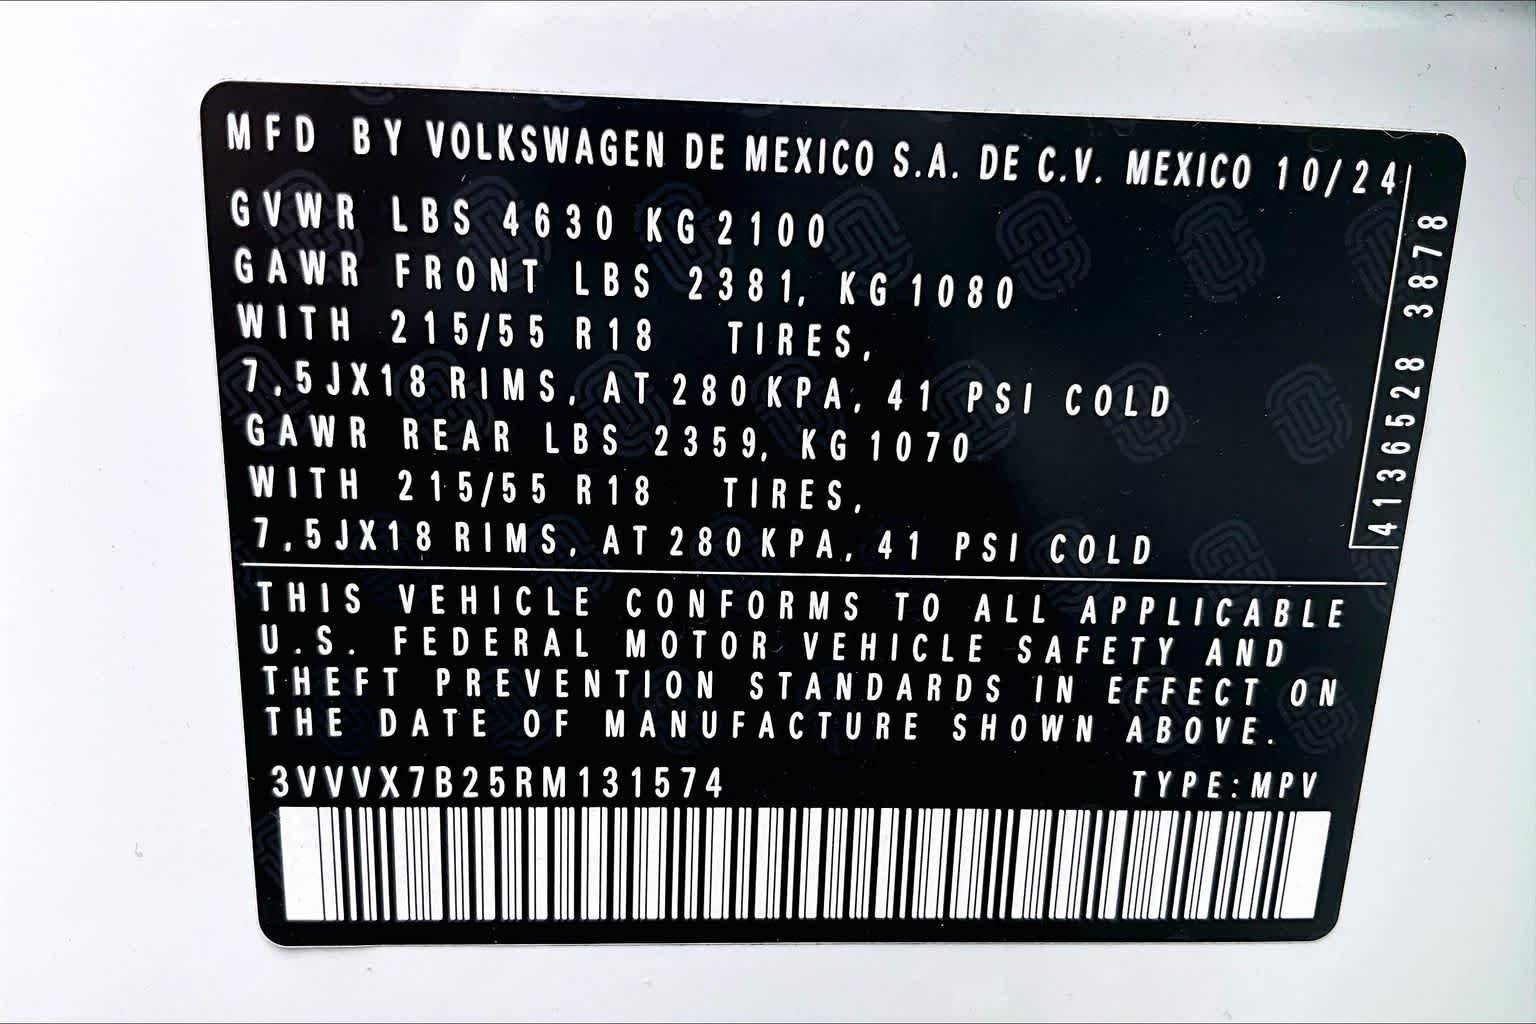 MFD BY VOLKSWAGEN DE MEXICO S.A. DE C.V. MEXICO 10/24
GVWR LBS 4630 KG 2100
GAWR FRONT LBS 2381, KG 1080
WITH 215/55 R18 TIRES,
7,5JX18 RIMS, AT 280 KPA, 41 PSI COLD
GAWR REAR LBS 2359, KG 1070
WITH 215/55 R18 TIRES,
7,5JX18 RIMS, AT 280 KPA, 41 PSI COLD
4136528 3878
THIS VEHICLE CONFORMS TO ALL APPLICABLE
U.S. FEDERAL MOTOR VEHICLE SAFETY AND
THEFT PREVENTION STANDARDS IN EFFECT ON
THE DATE OF MANUFACTURE SHOWN ABOVE.
3VVVX7B25RM131574 TYPE:MPV